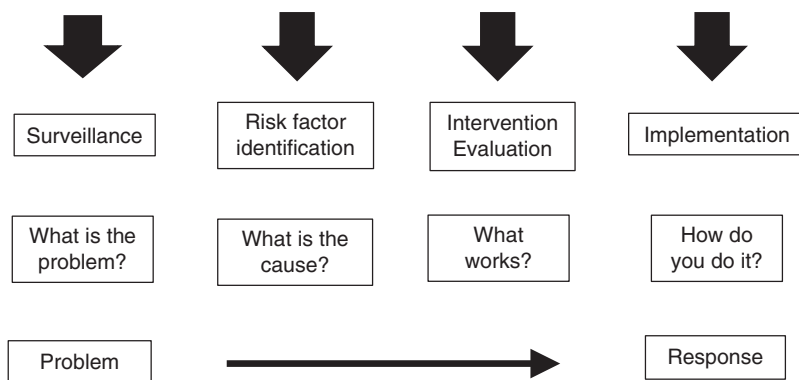 Surveillance
Risk factor
identification
Intervention
Evaluation
Implementation
What is the
problem?
What is the
cause?
What
works?
How do
you do it?
Problem
Response